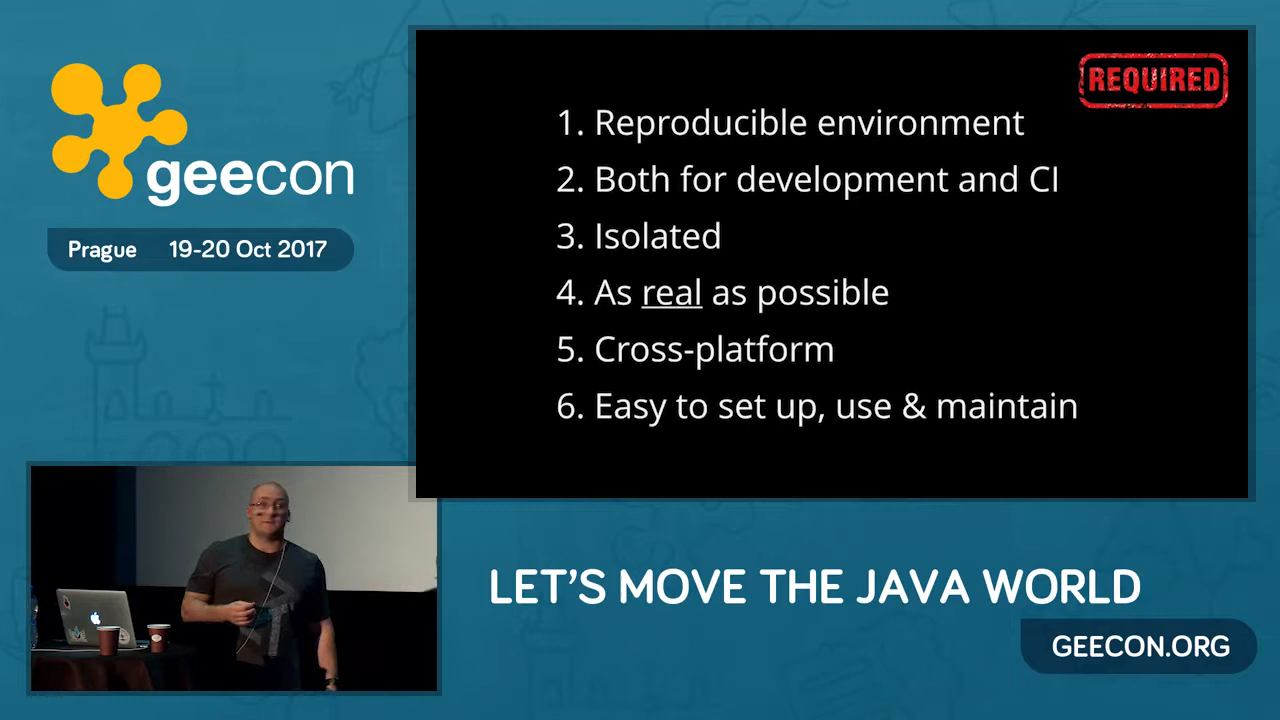 geecon
Prague 19-20 Oct 2017
REQUIRED
1. Reproducible environment
2. Both for development and CI
3. Isolated
4. As real as possible
5. Cross-platform
6. Easy to set up, use & maintain
LET'S MOVE THE JAVA WORLD
GEECON.ORG